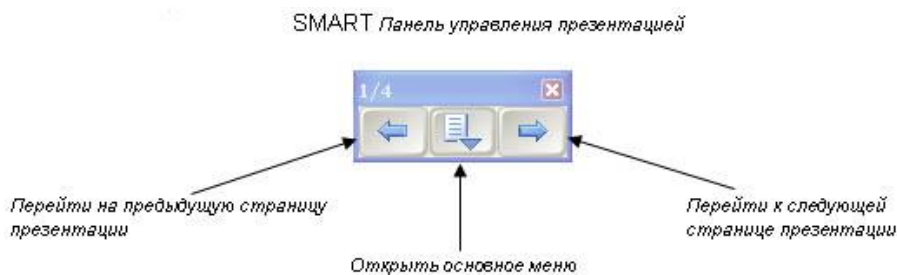 SMART Панель управления презентацией
1/4
Перейти на предыдущую страницу
презентации
Перейти к следующей
странице презентации
Открыть основное меню